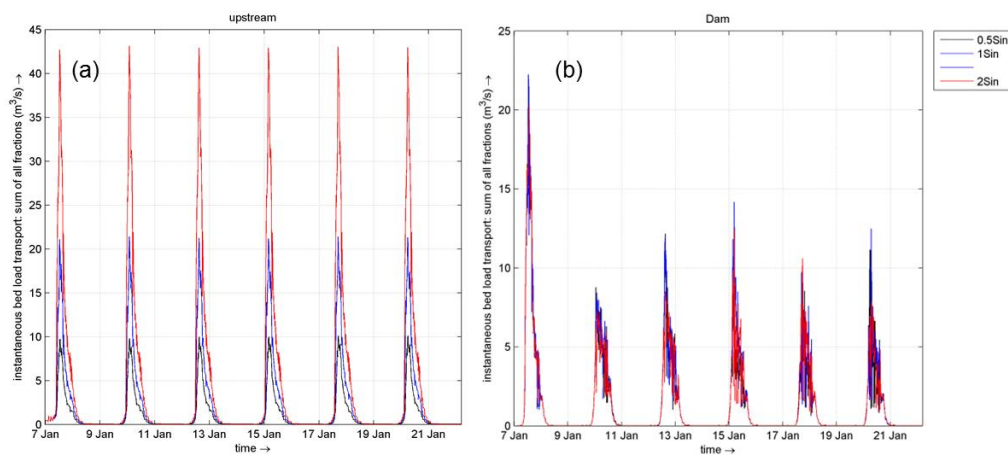 upstream
(a)
instantaneous bed load transport: sum of all fractions (m³/s) →
45
40
35
30
25
20
15
10
5
0
7 Jan 9 Jan 11 Jan 13 Jan 15 Jan 17 Jan 19 Jan 21 Jan
time →
Dam
(b)
instantaneous bed load transport: sum of all fractions (m³/s) →
25
20
15
10
5
0
7 Jan 9 Jan 11 Jan 13 Jan 15 Jan 17 Jan 19 Jan 21 Jan
time →
0.5Sin
1Sin
2Sin